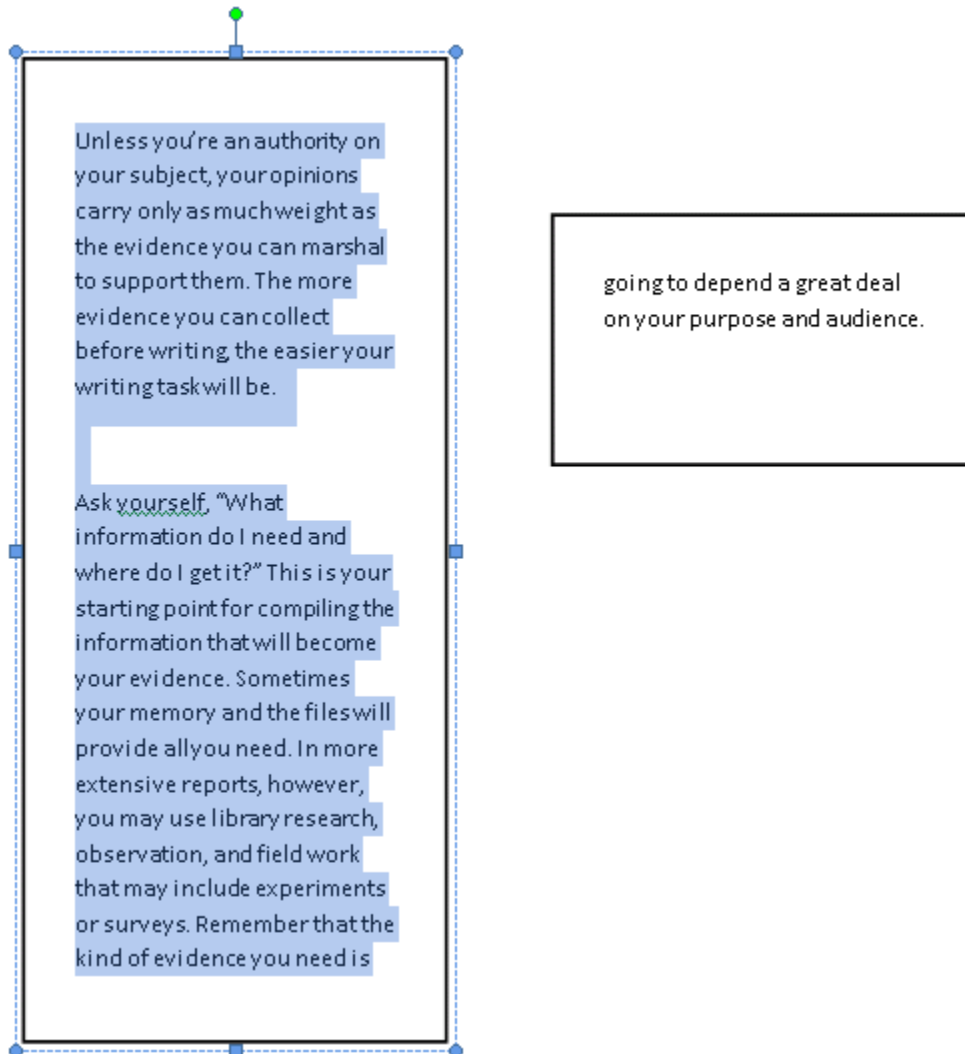 Unless you're an authority on
your subject, your opinions
carry only as much weight as
the evidence you can marshal
to support them. The more
evidence you can collect
before writing, the easier your
writing task will be.
Ask yourself, “What
information do I need and
where do I get it?” This is your
starting point for compiling the
information that will become
your evidence. Sometimes
your memory and the files will
provide all you need. In more
extensive reports, however,
you may use library research,
observation, and field work
that may include experiments
or surveys. Remember that the
kind of evidence you need is
going to depend a great deal
on your purpose and audience.